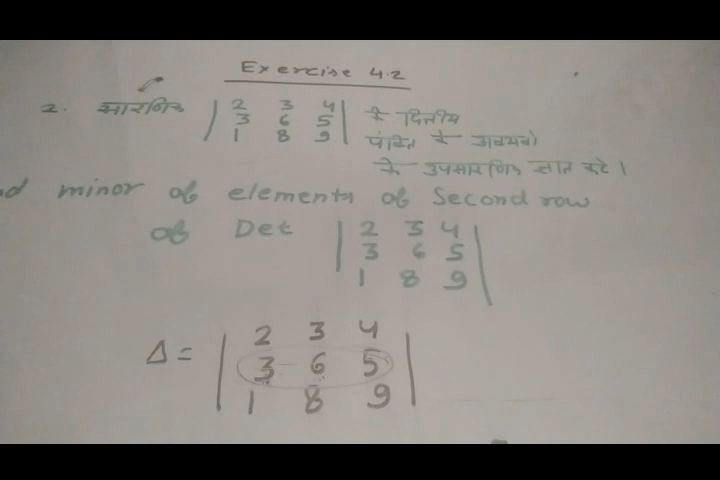 Exercise 4.2
2. सारणिक | 2 3 4 | के द्वितीय
| 3 6 5 | पंक्ति के अवयवों
| 1 8 9 | के उपसारणिक ज्ञात करें।
d minor of elements of Second row
of Det | 2 3 4 |
| 3 6 5 |
| 1 8 9 |
Δ = | 2 3 4 |
| 3 6 5 |
| 1 8 9 |